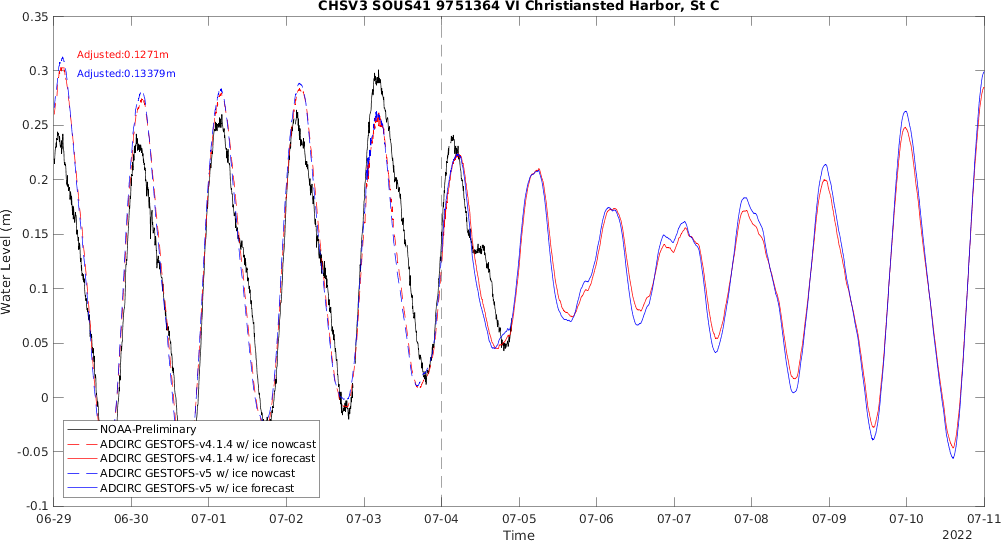 CHSV3 SOUS41 9751364 VI Christiansted Harbor, St C
Adjusted:0.1271m
Adjusted:0.13379m
0.35
0.3
0.25
0.2
0.15
0.1
0.05
0
-0.05
-0.1
Water Level (m)
NOAA-Preliminary
ADCIRC GESTOFS-v4.1.4 w/ ice nowcast
ADCIRC GESTOFS-v4.1.4 w/ ice forecast
ADCIRC GESTOFS-v5 w/ ice nowcast
ADCIRC GESTOFS-v5 w/ ice forecast
06-29 06-30 07-01 07-02 07-03 07-04 07-05 07-06 07-07 07-08 07-09 07-10 07-11
Time
2022